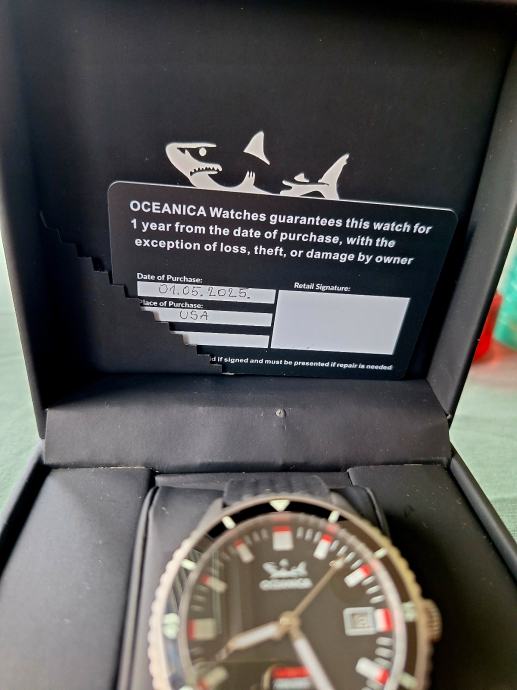 OCEANICA Watches guarantees this watch for
1 year from the date of purchase, with the
exception of loss, theft, or damage by owner
Date of Purchase:
01.05.2025.
Retail Signature:
Place of Purchase:
USA
d if signed and must be presented if repair is needed
OCEANICA